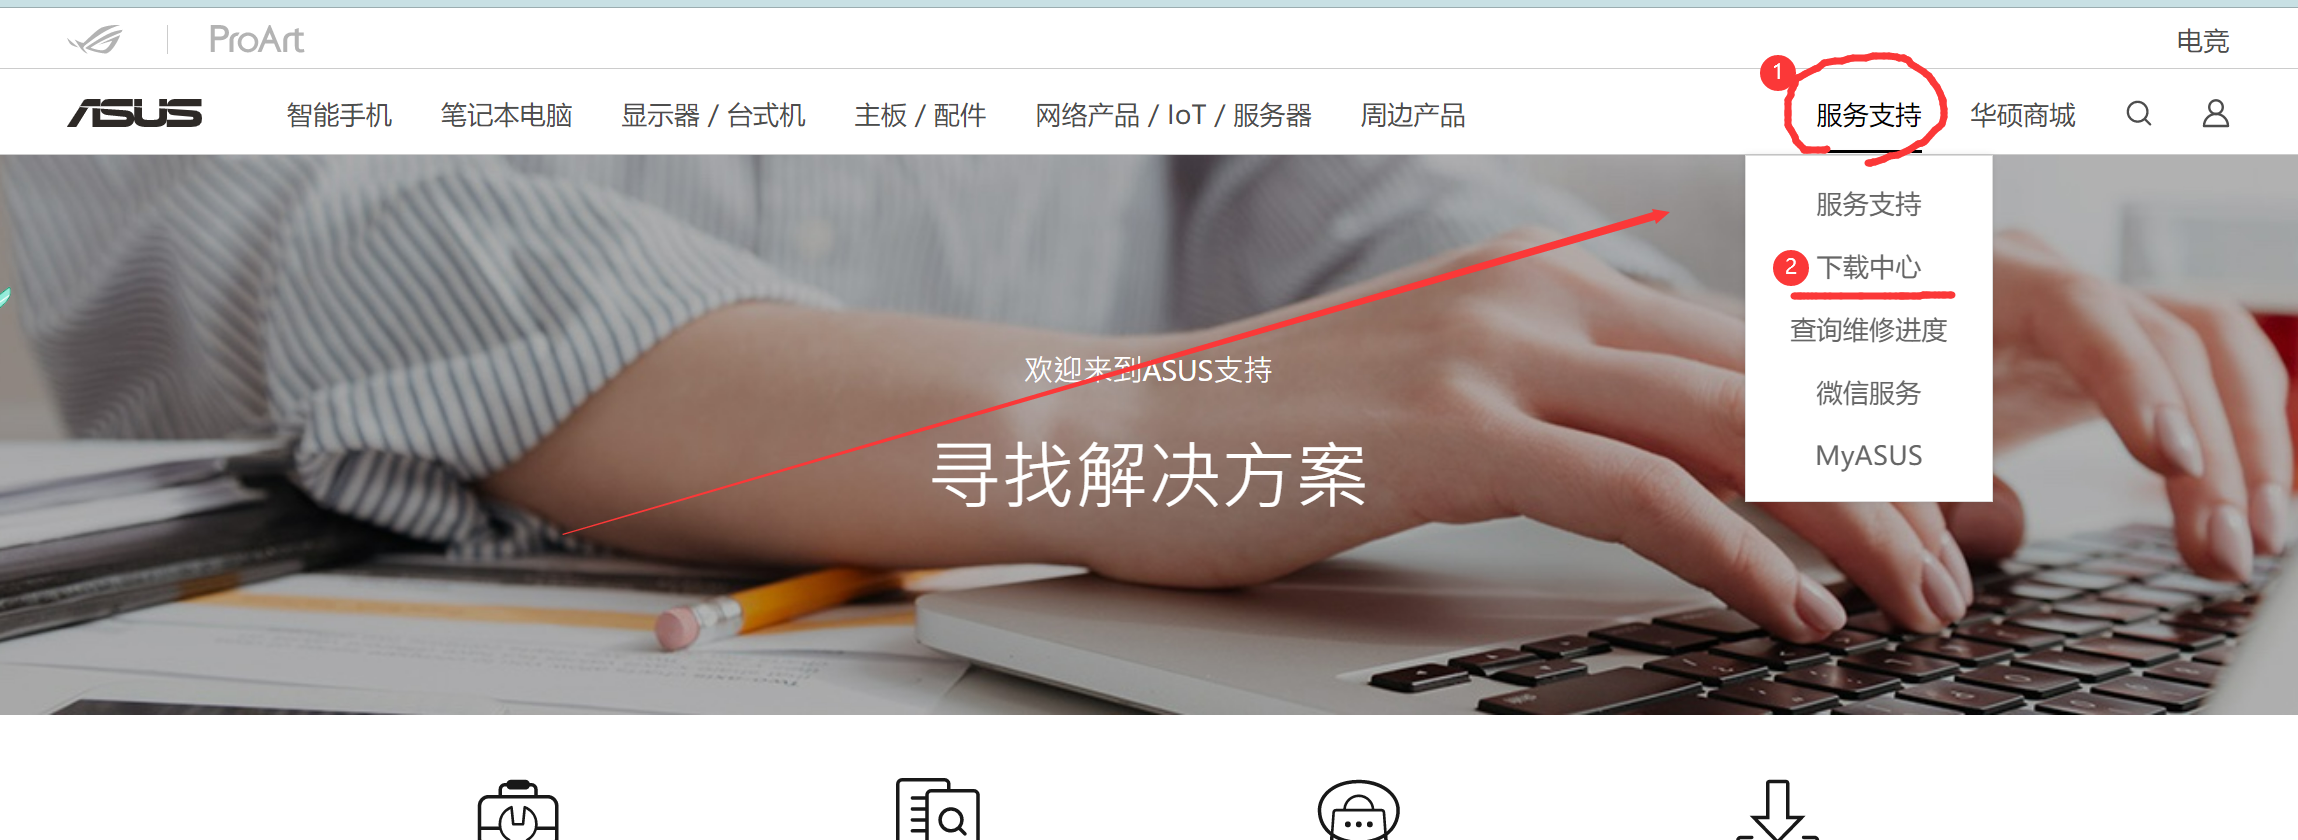 ProArt
电竞
ASUS 智能手机 笔记本电脑 显示器 / 台式机 主板 / 配件 网络产品 / IoT / 服务器 周边产品 1 服务支持 华硕商城
服务支持
2 下载中心
查询维修进度
微信服务
MyASUS
欢迎来到ASUS支持
寻找解决方案